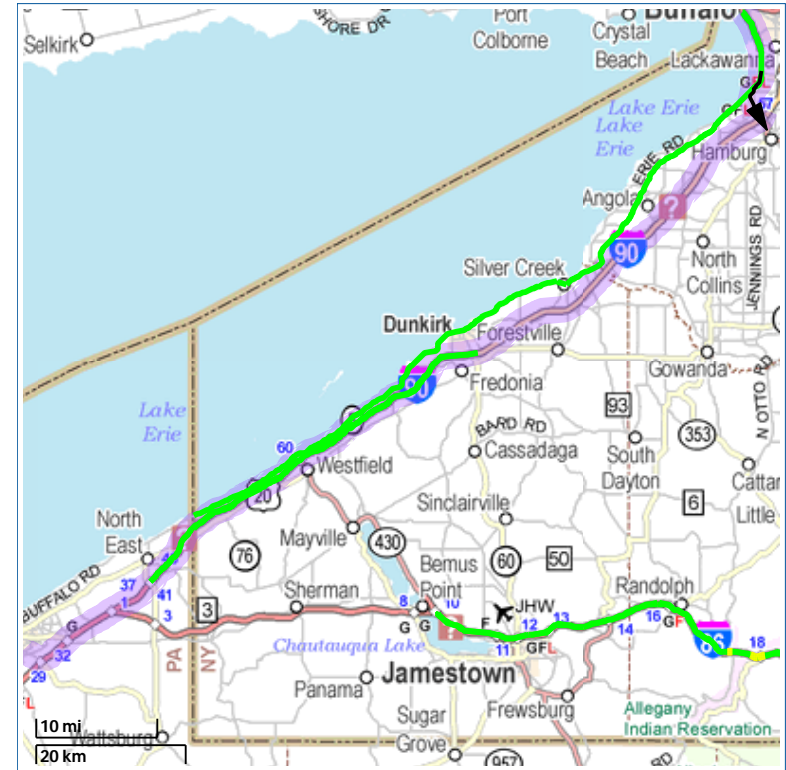 SHORE DR
Port
Colborne
Buffalo
Selkirk
Crystal
Beach
Lackawanna
GFL
Lake Erie
Lake
Erie
57
Hamburg
ERIE RD
Angola
?
90
North
Collins
JENNINGS RD
Silver Creek
Dunkirk
Forestville
Gowanda
90
Fredonia
N OTTO RD
93
Lake
Erie
BARD RD
353
60
Cassadaga
South
Dayton
Westfield
20
Cattar
Little
6
North
East
Sinclairville
Mayville
430
76
60
50
Bemus
Point
37
41
BUFFALO RD
1
3
3
Sherman
Randolph
8
10
JHW
F
12
13
16
G
G
G
?
11
GFL
14
GF
86
18
32
29
FL
PA
NY
Chautauqua Lake
Jamestown
Panama
Frewsburg
Allegany
Indian Reservation
10 mi
Sugar
Grove
Wattsburg
20 km
957
RD